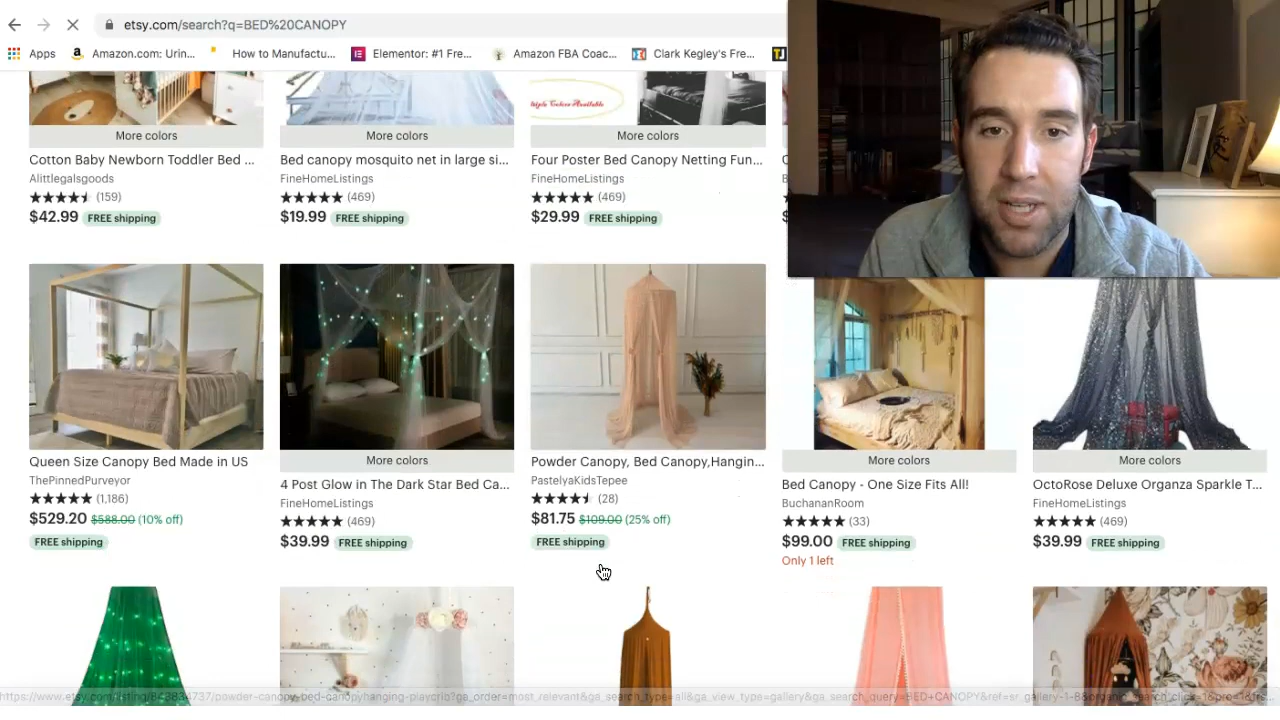 etsy.com/search?q=BED%20CANOPY
Apps
Amazon.com: Urin...
How to Manufactu...
Elementor: #1 Fre...
Amazon FBA Coac...
Clark Kegley's Fre...
TJ
tiple Colors Available
More colors
More colors
More colors
Cotton Baby Newborn Toddler Bed ...
Bed canopy mosquito net in large si...
Four Poster Bed Canopy Netting Fun...
Alittlegalsgoods
FineHomeListings
FineHomeListings
(159)
(469)
(469)
$42.99 FREE shipping
$19.99 FREE shipping
$29.99 FREE shipping
More colors
More colors
More colors
Queen Size Canopy Bed Made in US
4 Post Glow in The Dark Star Bed Ca...
Powder Canopy, Bed Canopy,Hangin...
Bed Canopy - One Size Fits All!
OctoRose Deluxe Organza Sparkle T...
ThePinnedPurveyor
FineHomeListings
PastelyaKidsTepee
BuchananRoom
FineHomeListings
(1,186)
(469)
(28)
(33)
(469)
$529.20 $588.00 (10% off)
$39.99 FREE shipping
$81.75 $109.00 (25% off)
$99.00 FREE shipping
$39.99 FREE shipping
FREE shipping
FREE shipping
Only 1 left